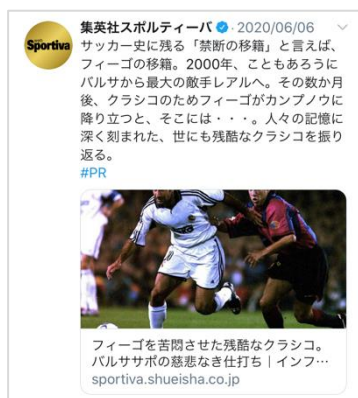 Sportiva
集英社スポルティーバ · 2020/06/06
サッカー史に残る「禁断の移籍」と言えば、
フィーゴの移籍。2000年、こともあろうに
バルサから最大の敵手レアルへ。その数か月
後、クラシコのためフィーゴがカンプノウに
降り立つと、そこには・・・。人々の記憶に
深く刻まれた、世にも残酷なクラシコを振り
返る。
#PR
フィーゴを苦悶させた残酷なクラシコ。
バルササポの慈悲なき仕打ち｜インフ…
sportiva.shueisha.co.jp